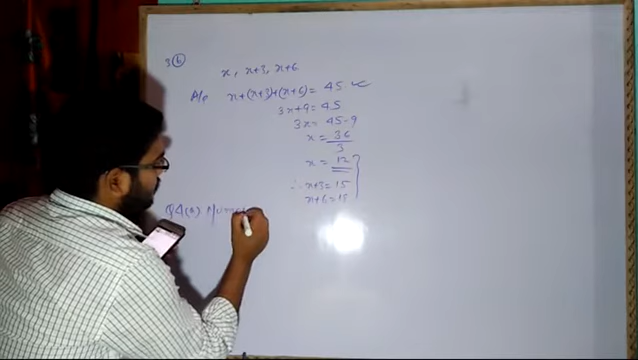 3 (b)
x, x+3, x+6
A/p x+(x+3)+(x+6) = 45
3x+9 = 45
3x = 45-9
x = 36
3
x = 12
∴ x+3 = 15
x+6 = 18
Q4(a)